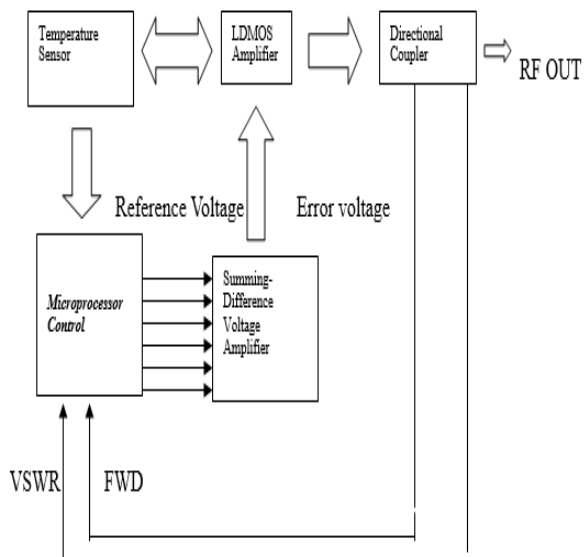 Temperature
Sensor
LDMOS
Amplifier
Directional
Coupler
RF OUT
Reference Voltage
Error voltage
Microprocessor
Control
Summing-
Difference
Voltage
Amplifier
VSWR
FWD